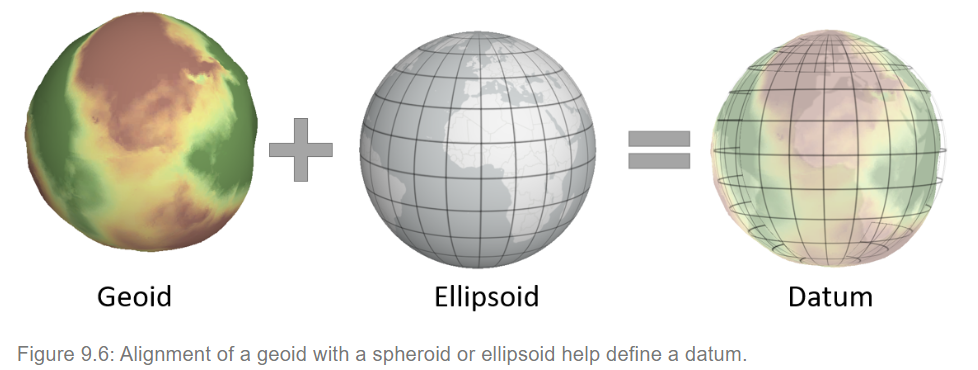 Geoid
Ellipsoid
Datum
Figure 9.6: Alignment of a geoid with a spheroid or ellipsoid help define a datum.